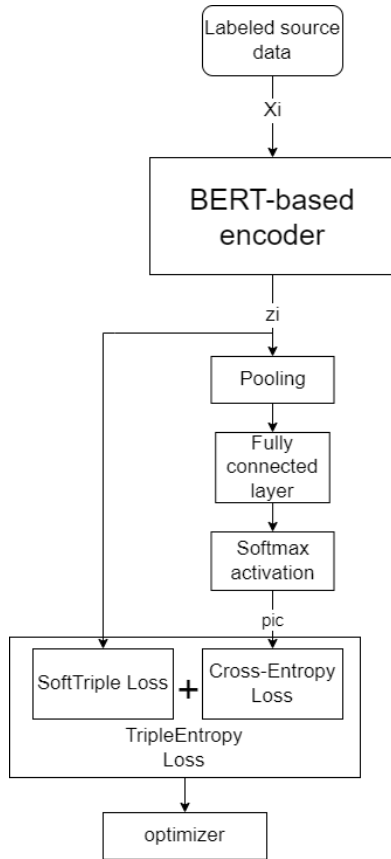 Labeled source
data
Xi
BERT-based
encoder
zi
Pooling
Fully
connected
layer
Softmax
activation
pic
SoftTriple Loss
+
Cross-Entropy
Loss
TripleEntropy
Loss
optimizer